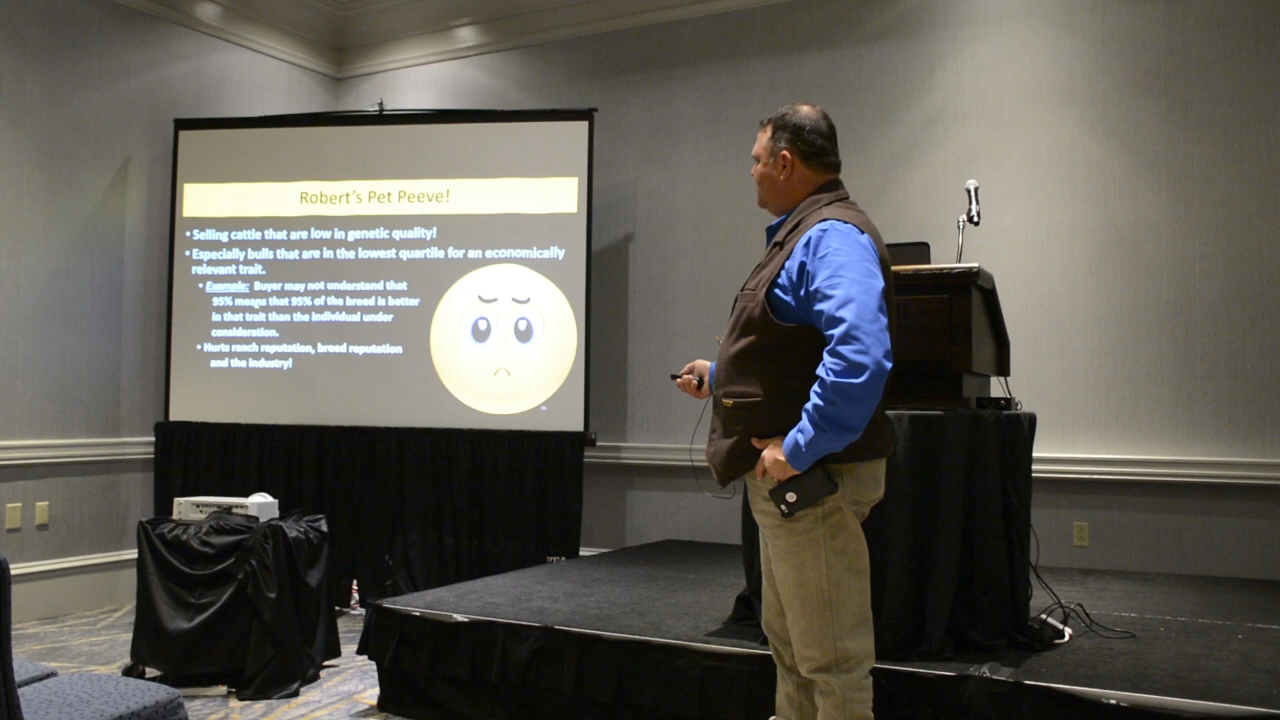 Robert's Pet Peeve!
• Selling cattle that are low in genetic quality!
• Especially bulls that are in the lowest quartile for an economically
relevant trait.
• Example: Buyer may not understand that
95% means that 95% of the breed is better
in that trait than the individual under
consideration.
• Hurts ranch reputation, breed reputation
and the industry!